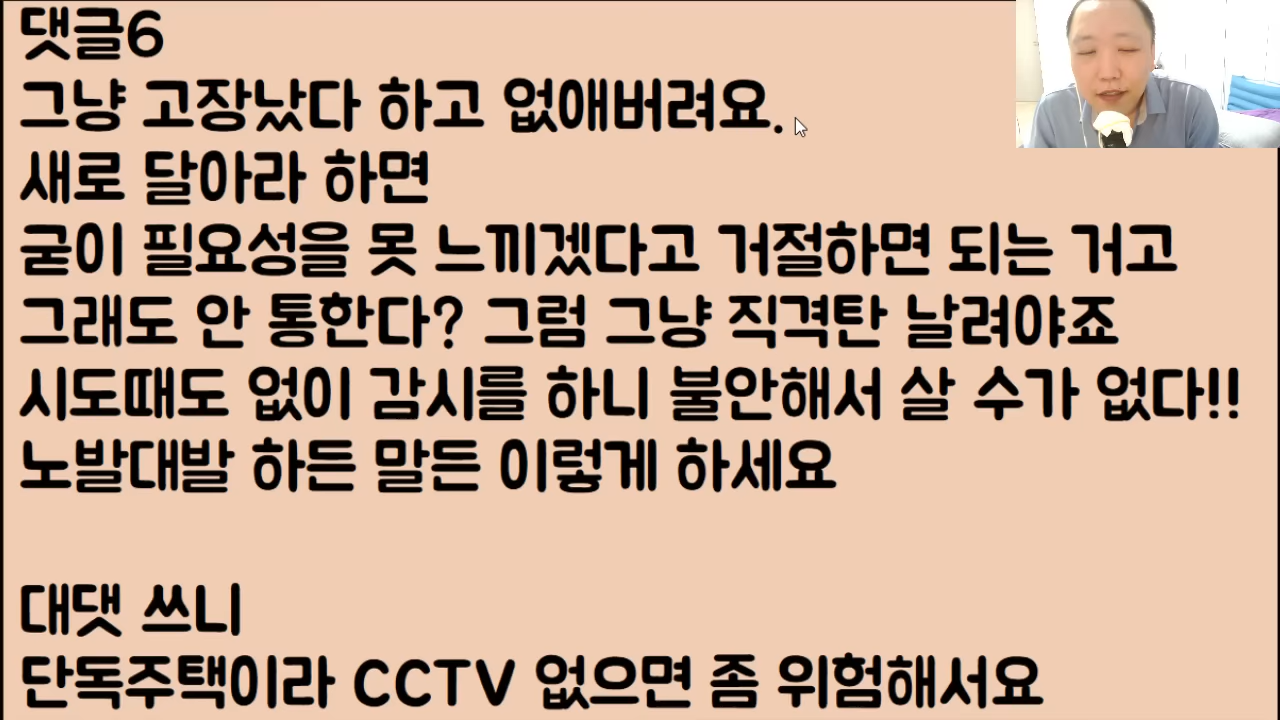 댓글6
그냥 고장났다 하고 없애버려요.
새로 달아라 하면
굳이 필요성을 못 느끼겠다고 거절하면 되는 거고
그래도 안 통한다? 그럼 그냥 직격탄 날려야죠
시도때도 없이 감시를 하니 불안해서 살 수가 없다!!
노발대발 하든 말든 이렇게 하세요
대댓 쓰니
단독주택이라 CCTV 없으면 좀 위험해서요